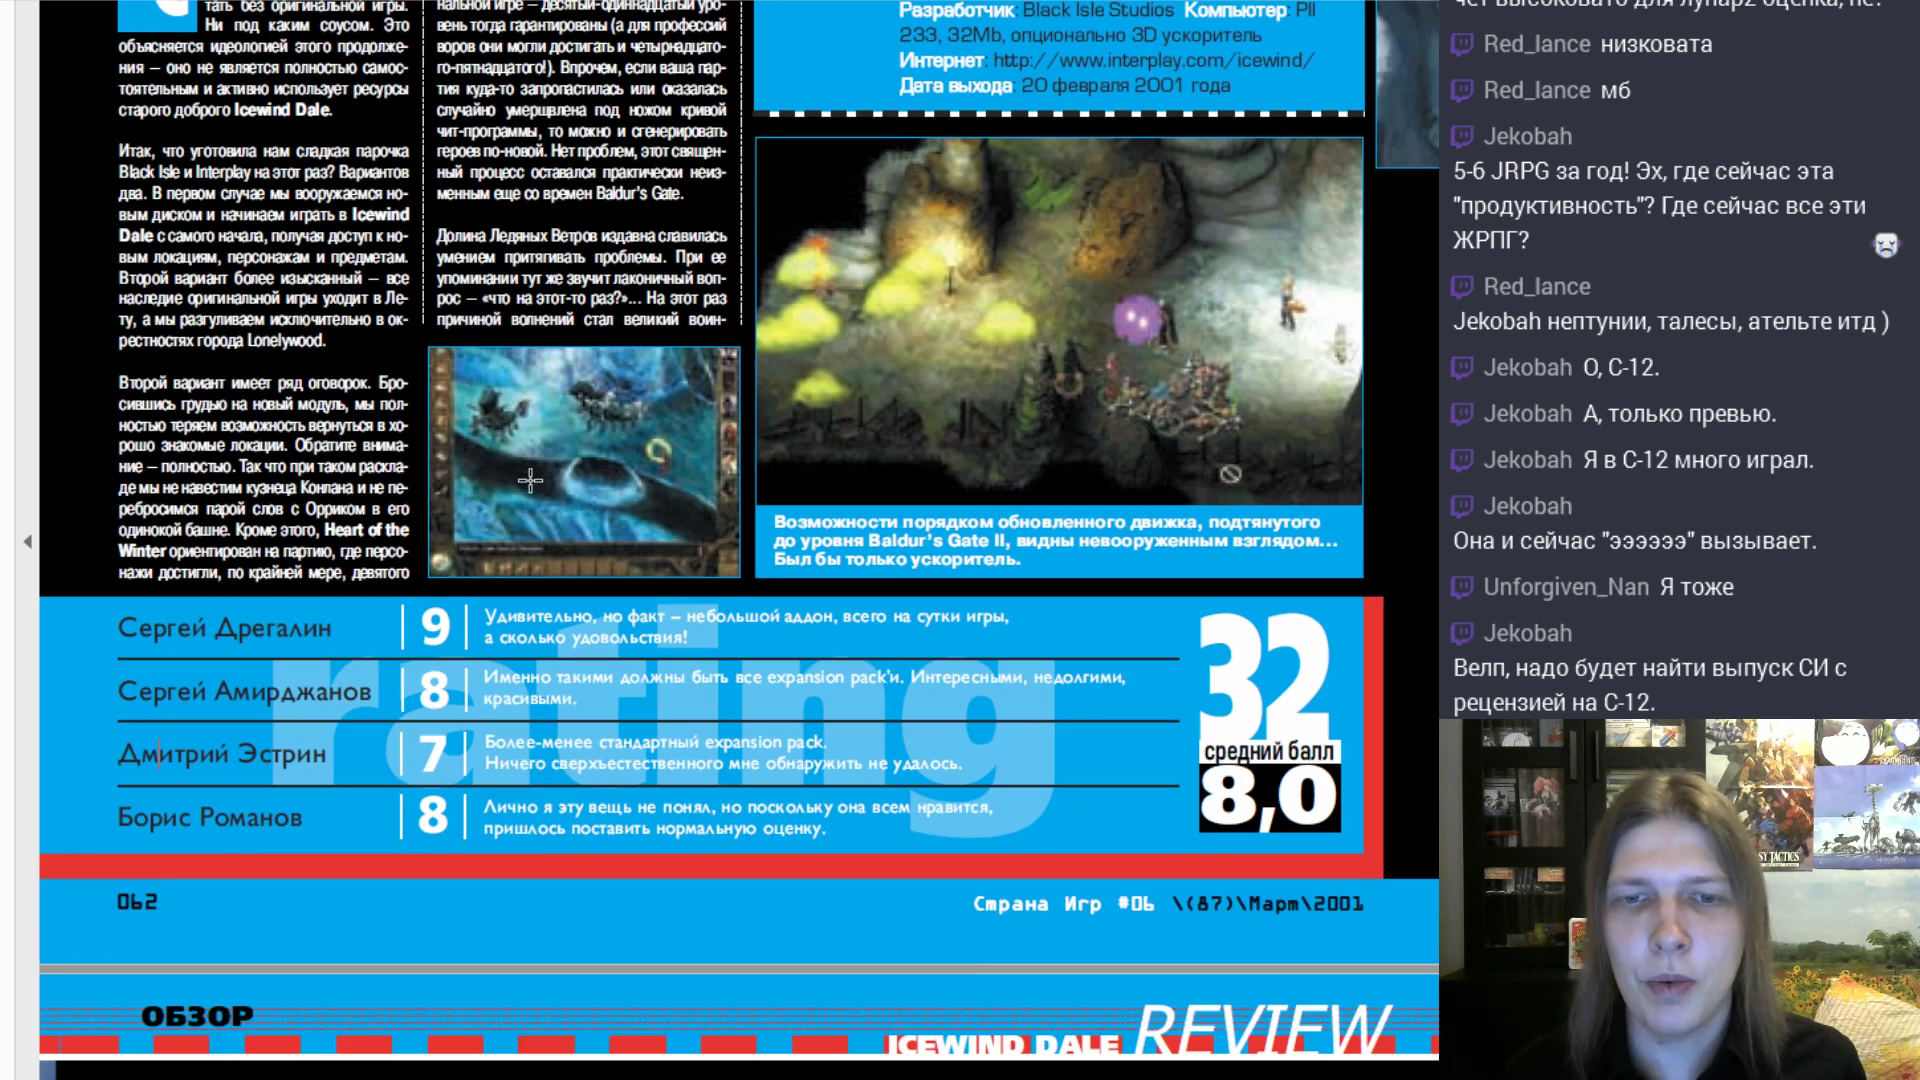 тать без оригинальной игры.
Ни под каким соусом. Это
объясняется идеологией этого продолже-
ния – оно не является полностью самос-
тоятельным и активно использует ресурсы
старого доброго Icewind Dale.
Итак, что уготовила нам сладкая парочка
Black Isle и Interplay на этот раз? Вариантов
два. В первом случае мы вооружаемся но-
вым диском и начинаем играть в Icewind
Dale с самого начала, получая доступ к но-
вым локациям, персонажам и предметам.
Второй вариант более изысканный – все
наследие оригинальной игры уходит в Ле-
ту, а мы разгуливаем исключительно в ок-
рестностях города Lonelywood.
Второй вариант имеет ряд оговорок. Бро-
сившись грудью на новый модуль, мы пол-
ностью теряем возможность вернуться в хо-
рошо знакомые локации. Обратите внима-
ние – полностью. Так что при таком раскла-
де мы не навестим кузнеца Конлана и не пе-
ребросимся парой слов с Орриком в его
одинокой башне. Кроме этого, Heart of the
Winter ориентирован на партию, где персо-
нажи достигли, по крайней мере, девятого
нальной игре – десятый-одиннадцатый уро-
вень тогда гарантированы (а для профессий
воров они могли достигать и четырнадцато-
го-пятнадцатого!). Впрочем, если ваша пар-
тия куда-то запропастилась или оказалась
случайно умерщвлена под ножом кривой
чит-программы, то можно и сгенерировать
героев по-новой. Нет проблем, этот священ-
ный процесс оставался практически неиз-
менным еще со времен Baldur's Gate.
Долина Ледяных Ветров издавна славилась
умением притягивать проблемы. При ее
упоминании тут же звучит лаконичный воп-
рос – «что на этот-то раз?»... На этот раз
причиной волнений стал великий воин-
Разработчик: Black Isle Studios Компьютер: PII
233, 32Mb, опционально 3D ускоритель
Интернет: http://www.interplay.com/icewind/
Дата выхода: 20 февраля 2001 года
Возможности порядком обновленного движка, подтянутого
до уровня Baldur's Gate II, видны невооруженным взглядом...
Был бы только ускоритель.
rating
Сергей Дрегалин 9 Удивительно, но факт – небольшой аддон, всего на сутки игры,
а сколько удовольствия!
Сергей Амирджанов 8 Именно такими должны быть все expansion pack'и. Интересными, недолгими,
красивыми.
Дмитрий Эстрин 7 Более-менее стандартный expansion pack.
Ничего сверхъестественного мне обнаружить не удалось.
Борис Романов 8 Лично я эту вещь не понял, но поскольку она всем нравится,
пришлось поставить нормальную оценку.
32
средний балл
8,0
062
Страна Игр #06 \(87)\Март\2001
ОБЗОР
ICEWIND DALE REVIEW
чет высоковато для лунар2 оценка, не?
Red_lance низковата
Red_lance мб
Jekobah
5-6 JRPG за год! Эх, где сейчас эта
"продуктивность"? Где сейчас все эти
ЖРПГ?
Red_lance
Jekobah нептунии, талесы, ательте итд )
Jekobah О, C-12.
Jekobah А, только превью.
Jekobah Я в C-12 много играл.
Jekobah
Она и сейчас "ээээээ" вызывает.
Unforgiven_Nan Я тоже
Jekobah
Велп, надо будет найти выпуск СИ с
рецензией на C-12.
SY TACTICS